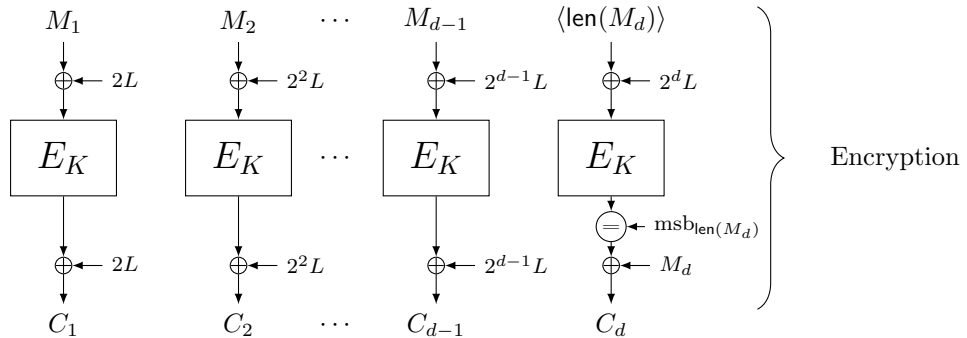 M_1 M_2 ... M_{d−1} ⟨len(M_d)⟩
2L 2^2L 2^{d−1}L 2^dL
E_K E_K ... E_K E_K Encryption
= msb_{len(M_d)}
2L 2^2L 2^{d−1}L M_d
C_1 C_2 ... C_{d−1} C_d